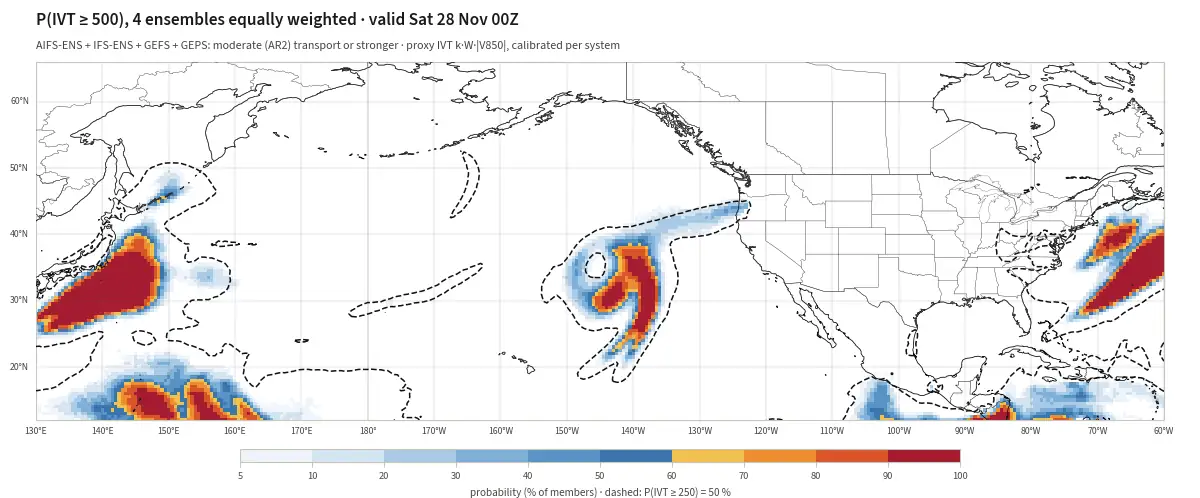 P(IVT ≥ 500), 4 ensembles equally weighted · valid Sat 28 Nov 00Z
AIFS-ENS + IFS-ENS + GEFS + GEPS: moderate (AR2) transport or stronger · proxy IVT k·W·|V850|, calibrated per system
60°N
50°N
40°N
30°N
20°N
130°E 140°E 150°E 160°E 170°E 180° 170°W 160°W 150°W 140°W 130°W 120°W 110°W 100°W 90°W 80°W 70°W 60°W
5 10 20 30 40 50 60 70 80 90 100
probability (% of members) · dashed: P(IVT ≥ 250) = 50 %